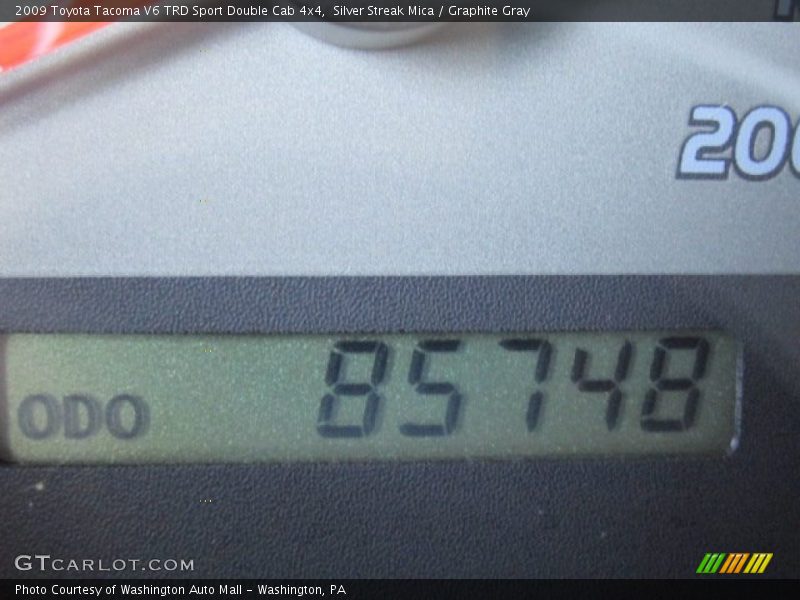 2009 Toyota Tacoma V6 TRD Sport Double Cab 4x4, Silver Streak Mica / Graphite Gray
200
ODO 85748
GTCARLOT.COM
Photo Courtesy of Washington Auto Mall - Washington, PA